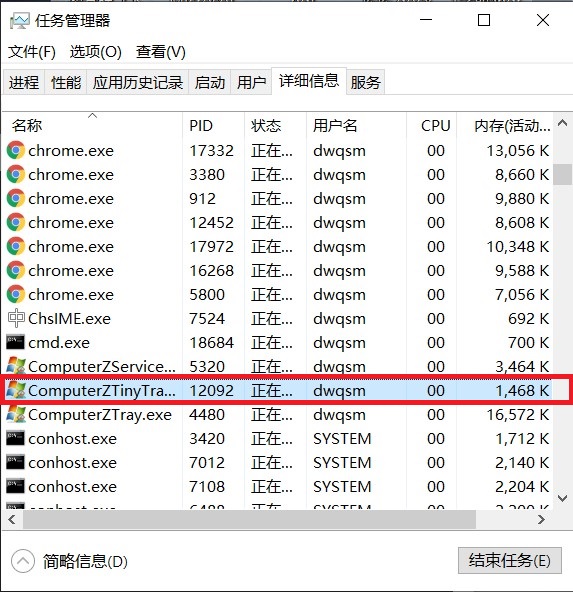 任务管理器
文件(F) 选项(O) 查看(V)
进程 性能 应用历史记录 启动 用户 详细信息 服务
名称 PID 状态 用户名 CPU 内存(活动...
chrome.exe 17332 正在... dwqsm 00 13,056 K
chrome.exe 3380 正在... dwqsm 00 8,660 K
chrome.exe 912 正在... dwqsm 00 9,880 K
chrome.exe 12452 正在... dwqsm 00 8,608 K
chrome.exe 17972 正在... dwqsm 00 10,348 K
chrome.exe 16268 正在... dwqsm 00 9,588 K
chrome.exe 5800 正在... dwqsm 00 7,056 K
中 ChsIME.exe 7524 正在... dwqsm 00 692 K
cmd.exe 18684 正在... dwqsm 00 700 K
ComputerZService... 5320 正在... dwqsm 00 3,464 K
ComputerZTinyTra... 12092 正在... dwqsm 00 1,468 K
ComputerZTray.exe 4480 正在... dwqsm 00 16,572 K
conhost.exe 3420 正在... SYSTEM 00 1,712 K
conhost.exe 7012 正在... SYSTEM 00 2,140 K
conhost.exe 7108 正在... SYSTEM 00 2,204 K
简略信息(D) 结束任务(E)